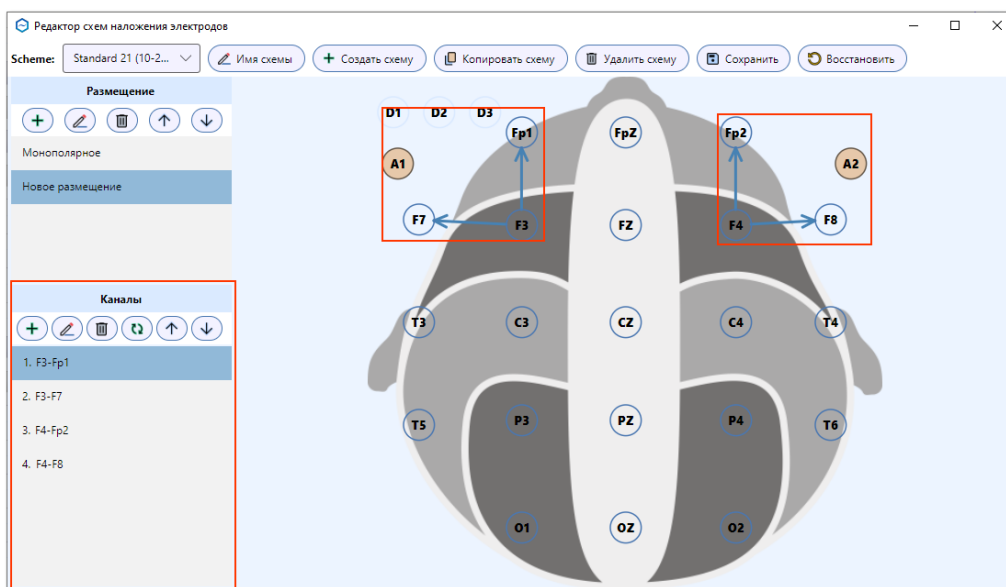 Редактор схем наложения электродов
Scheme: Standard 21 (10-2... Имя схемы Создать схему Копировать схему Удалить схему Сохранить Восстановить
Размещение
Монополярное
Новое размещение
Каналы
1. F3-Fp1
2. F3-F7
3. F4-Fp2
4. F4-F8
D1 D2 D3
Fp1 FpZ Fp2
A1 A2
F7 F3 FZ F4 F8
T3 C3 CZ C4 T4
T5 P3 PZ P4 T6
O1 OZ O2